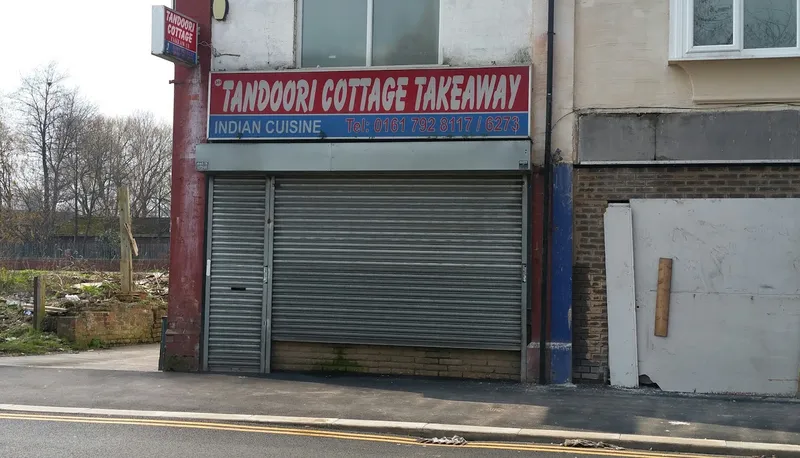 TANDOORI
COTTAGE
TANDOORI COTTAGE TAKEAWAY
INDIAN CUISINE Tel: 0161 792 8117 / 6273